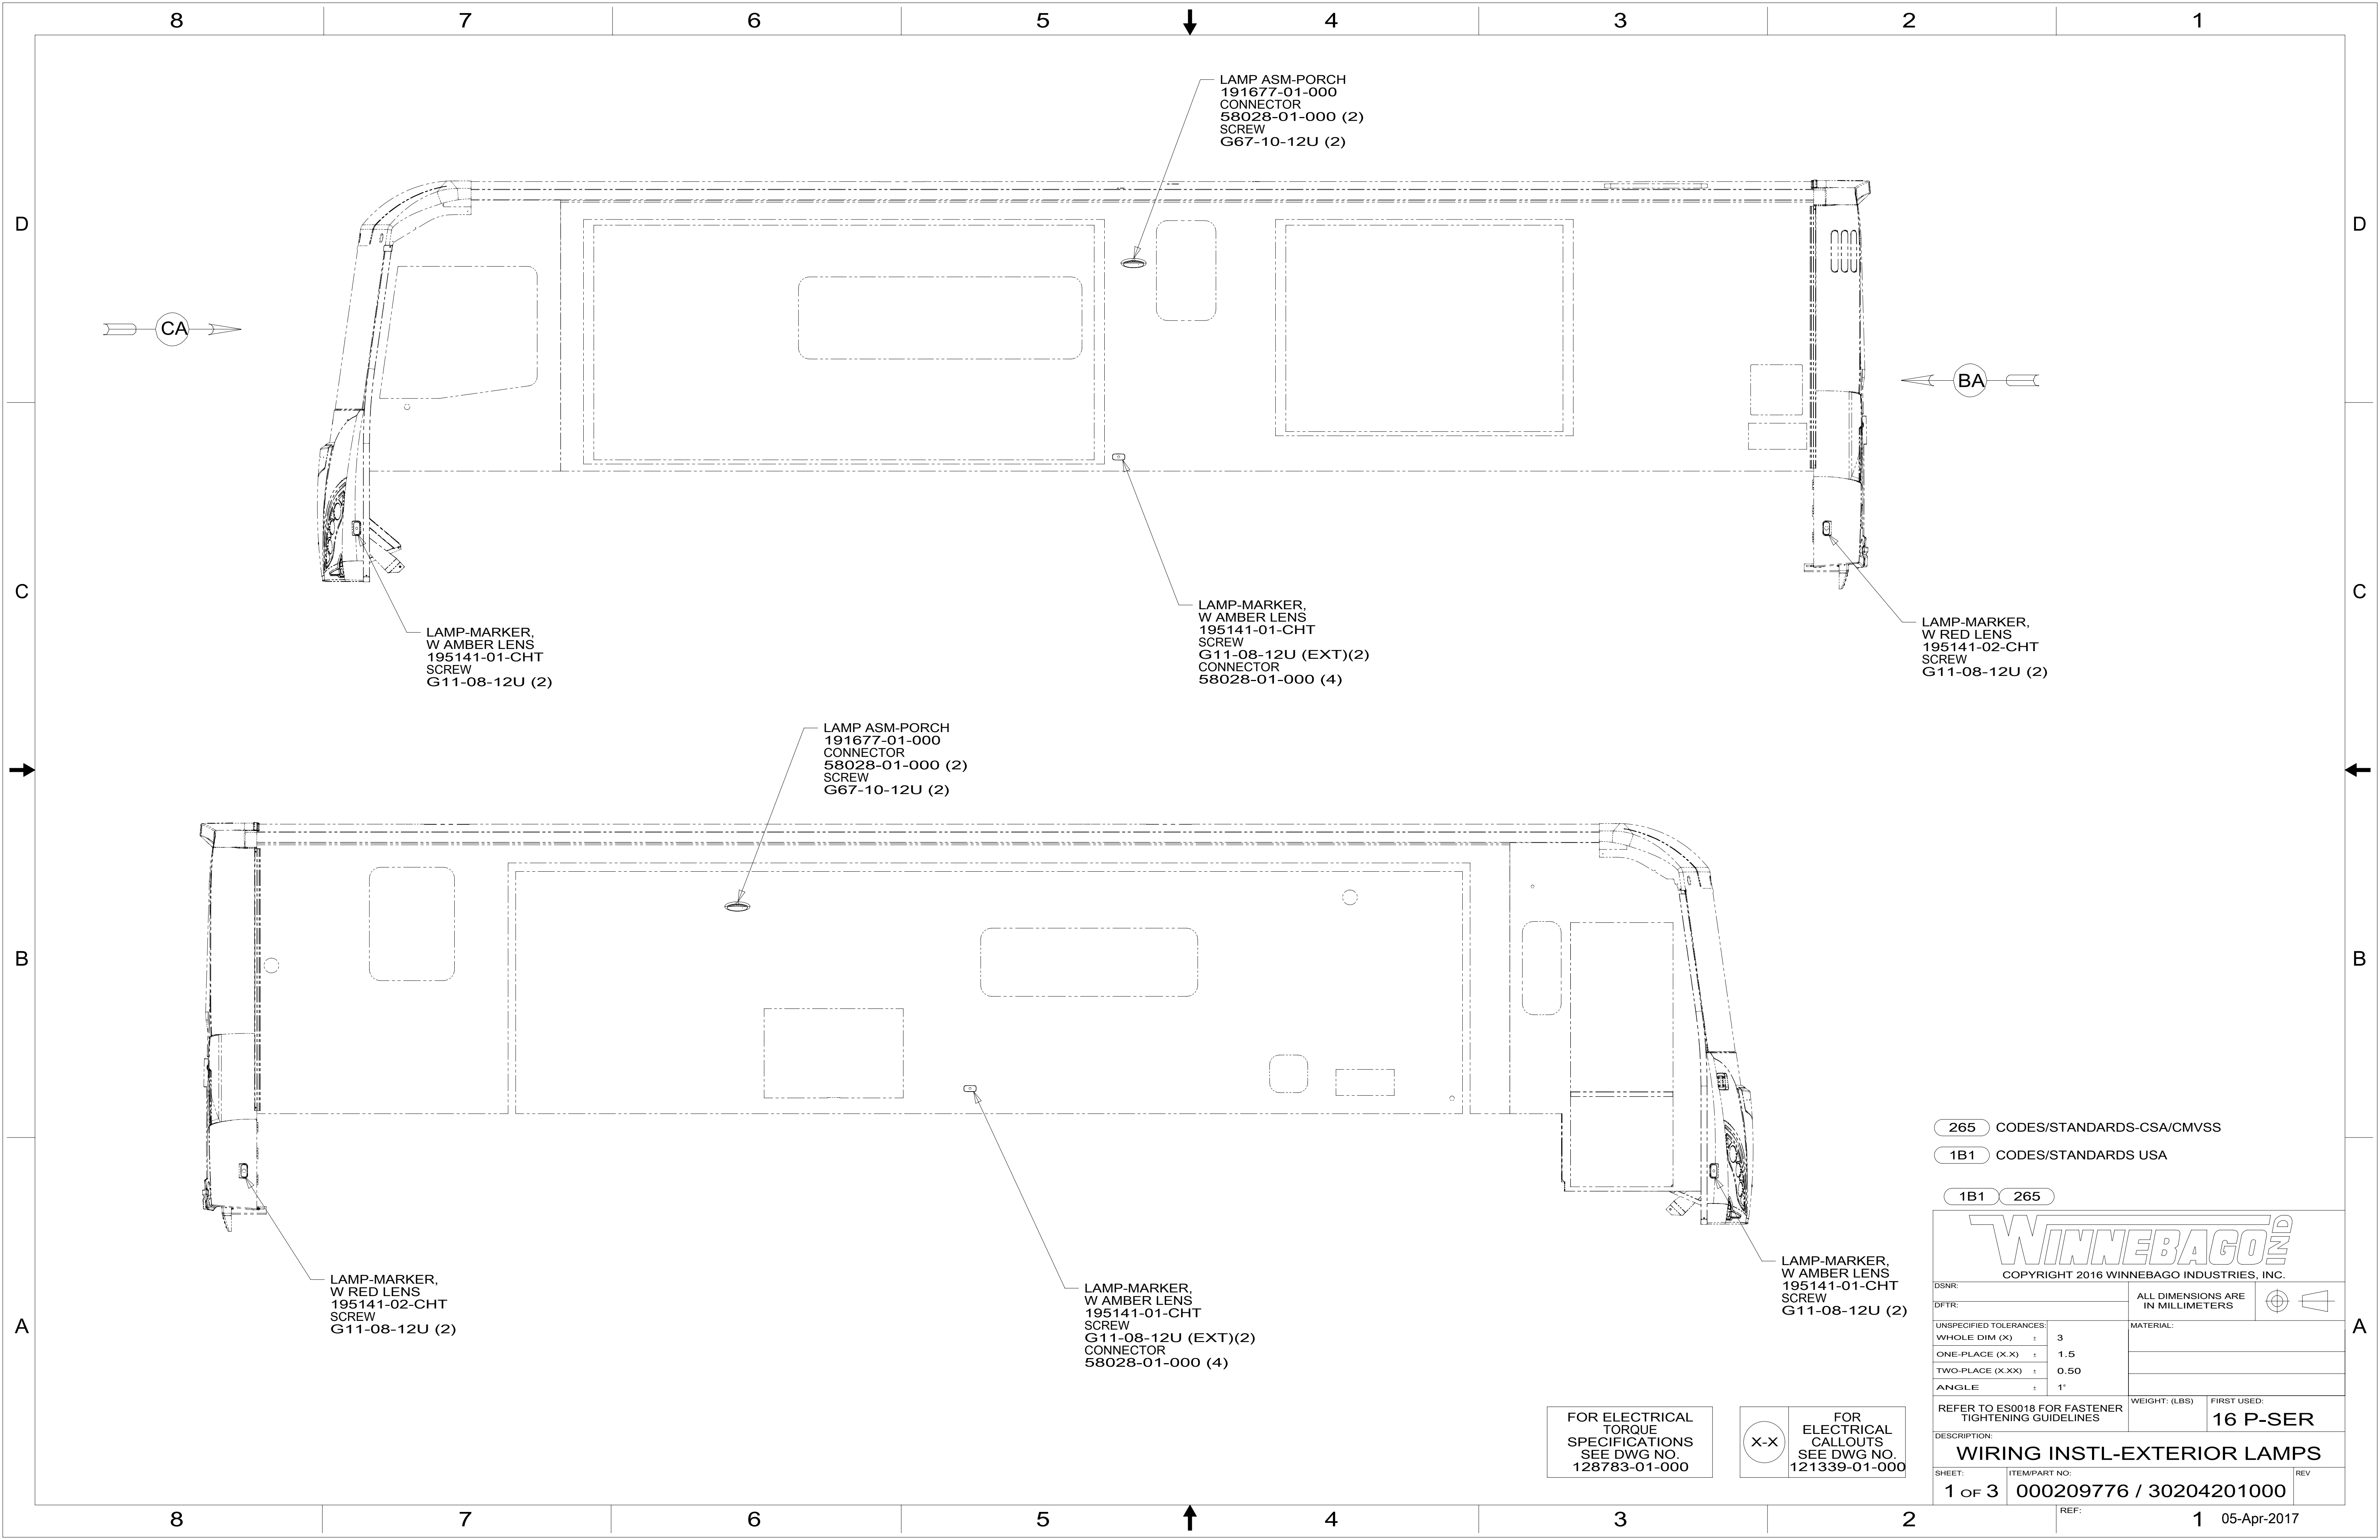 8 7 6 5 4 3 2 1
D
D
C
C
B
B
A
A
LAMP ASM-PORCH
191677-01-000
CONNECTOR
58028-01-000 (2)
SCREW
G67-10-12U (2)
CA
BA
LAMP-MARKER,
W AMBER LENS
195141-01-CHT
SCREW
G11-08-12U (2)
LAMP-MARKER,
W AMBER LENS
195141-01-CHT
SCREW
G11-08-12U (EXT)(2)
CONNECTOR
58028-01-000 (4)
LAMP-MARKER,
W RED LENS
195141-02-CHT
SCREW
G11-08-12U (2)
LAMP ASM-PORCH
191677-01-000
CONNECTOR
58028-01-000 (2)
SCREW
G67-10-12U (2)
LAMP-MARKER,
W RED LENS
195141-02-CHT
SCREW
G11-08-12U (2)
LAMP-MARKER,
W AMBER LENS
195141-01-CHT
SCREW
G11-08-12U (EXT)(2)
CONNECTOR
58028-01-000 (4)
LAMP-MARKER,
W AMBER LENS
195141-01-CHT
SCREW
G11-08-12U (2)
265 CODES/STANDARDS-CSA/CMVSS
1B1 CODES/STANDARDS USA
1B1 265
WINNEBAGO IND
COPYRIGHT 2016 WINNEBAGO INDUSTRIES, INC.
DSNR:
DFTR:
ALL DIMENSIONS ARE
IN MILLIMETERS
UNSPECIFIED TOLERANCES:
WHOLE DIM (X) ± 3
ONE-PLACE (X.X) ± 1.5
TWO-PLACE (X.XX) ± 0.50
ANGLE ± 1°
MATERIAL:
REFER TO ES0018 FOR FASTENER
TIGHTENING GUIDELINES
WEIGHT: (LBS)
FIRST USED:
16 P-SER
DESCRIPTION:
WIRING INSTL-EXTERIOR LAMPS
SHEET:
1 OF 3
ITEM/PART NO:
000209776 / 30204201000
REV
FOR ELECTRICAL
TORQUE
SPECIFICATIONS
SEE DWG NO.
128783-01-000
X-X
FOR
ELECTRICAL
CALLOUTS
SEE DWG NO.
121339-01-000
8 7 6 5 4 3 2 1
REF:
05-Apr-2017